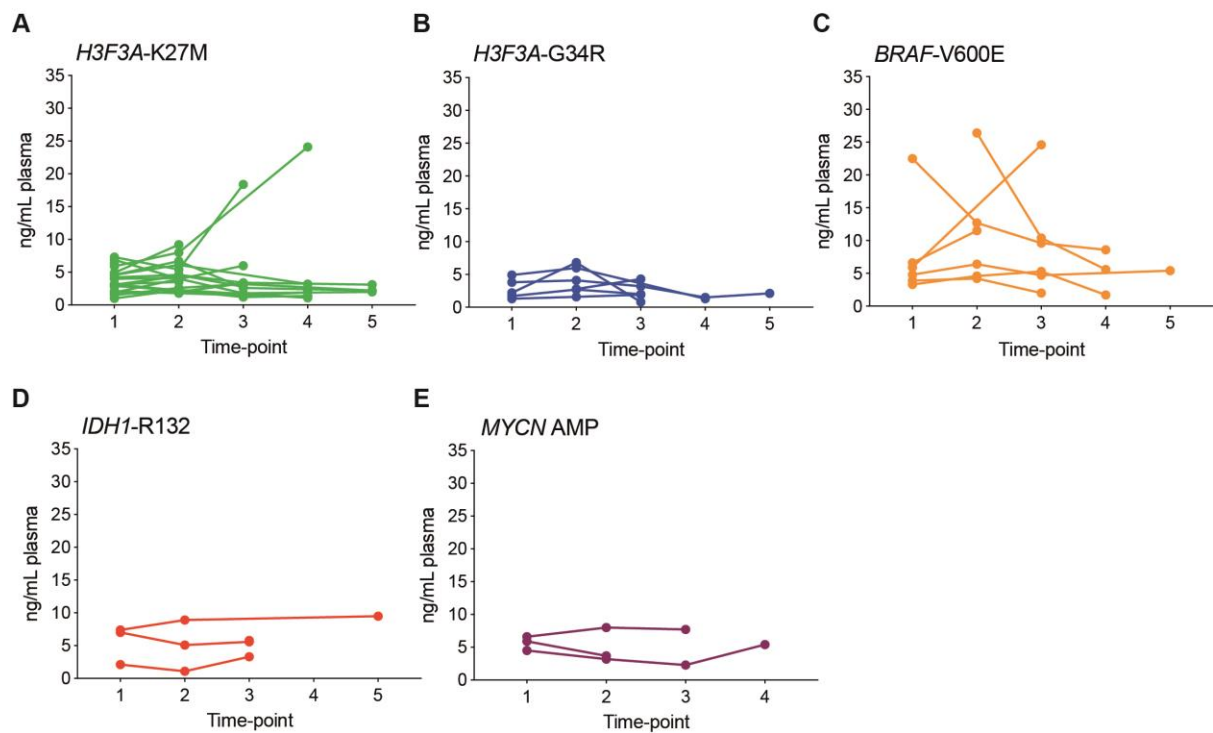 A
H3F3A-K27M
35
30
25
20
15
10
5
0
ng/mL plasma
1 2 3 4 5
Time-point
B
H3F3A-G34R
35
30
25
20
15
10
5
0
ng/mL plasma
1 2 3 4 5
Time-point
C
BRAF-V600E
35
30
25
20
15
10
5
0
ng/mL plasma
1 2 3 4 5
Time-point
D
IDH1-R132
35
30
25
20
15
10
5
0
ng/mL plasma
1 2 3 4 5
Time-point
E
MYCN AMP
35
30
25
20
15
10
5
0
ng/mL plasma
1 2 3 4
Time-point